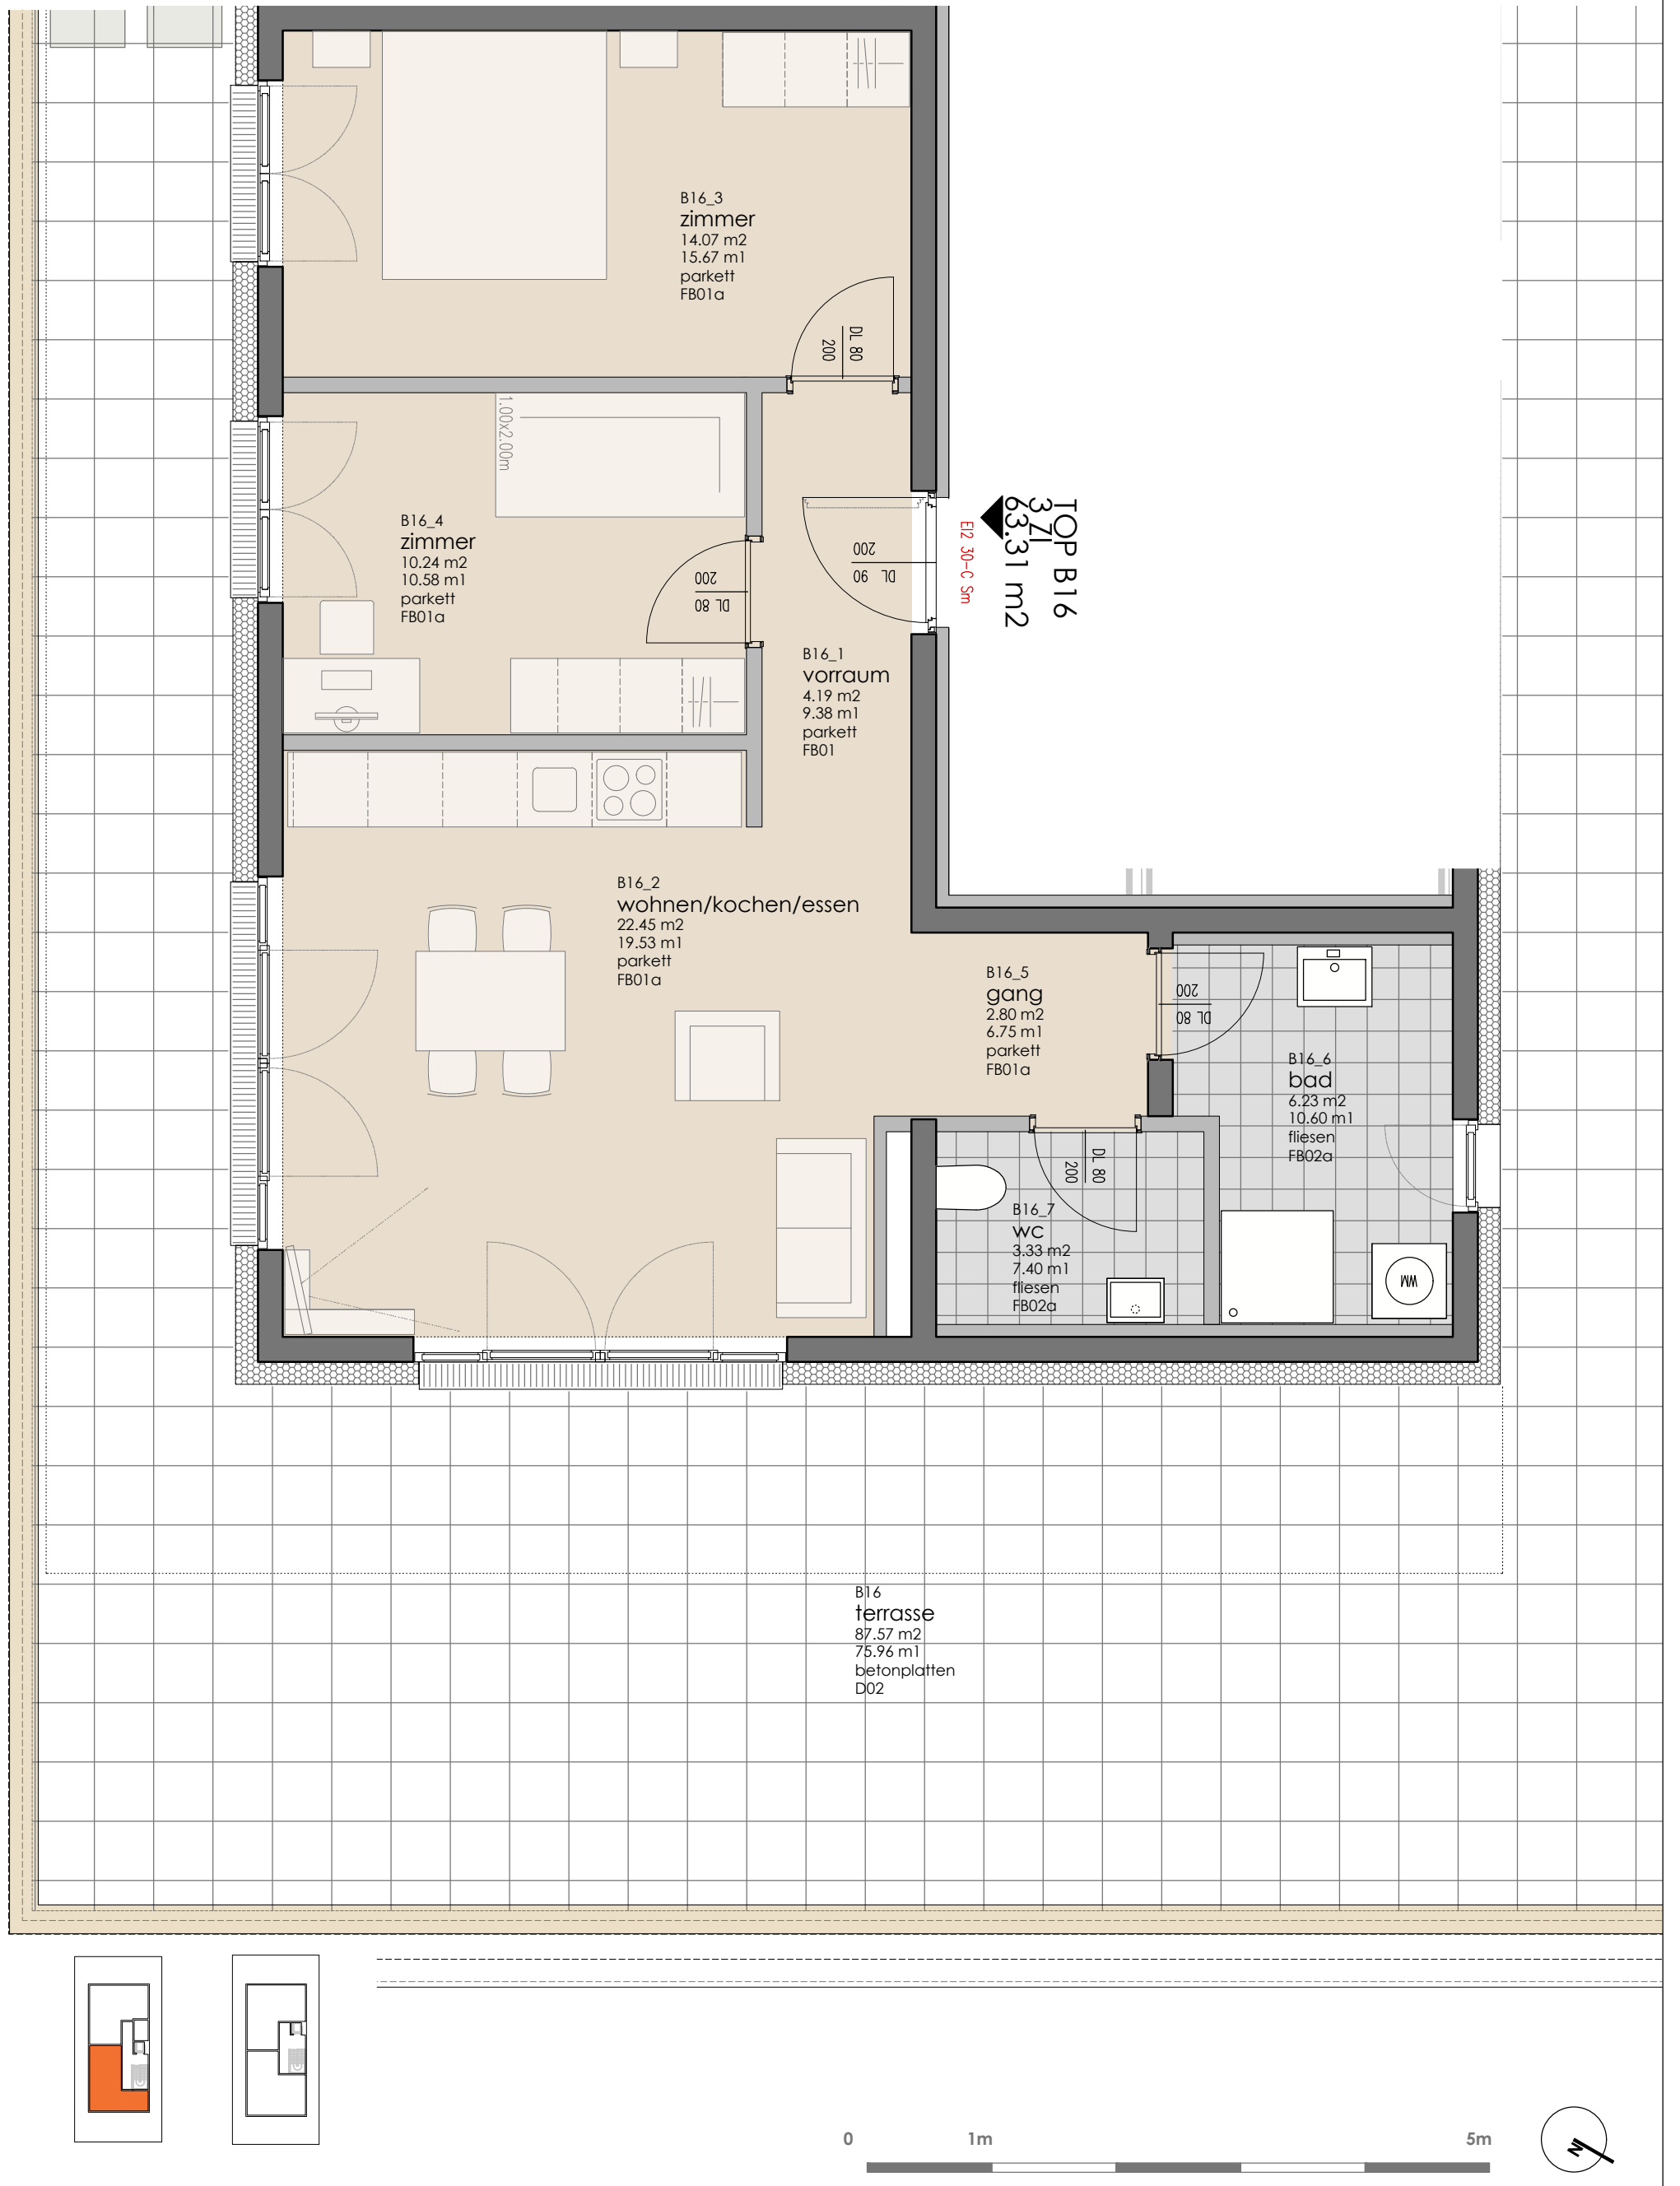 B16_3
zimmer
14.07 m2
15.67 m1
parkett
FB01a
DL 80
200
1.00x2.00m
B16_4
zimmer
10.24 m2
10.58 m1
parkett
FB01a
200
DL 80
200
DL 90
EI2 30-C Sm
TOP B16
3 ZI
63.31 m2
B16_1
vorraum
4.19 m2
9.38 m1
parkett
FB01
B16_2
wohnen/kochen/essen
22.45 m2
19.53 m1
parkett
FB01a
B16_5
gang
2.80 m2
6.75 m1
parkett
FB01a
200
DL 80
B16_6
bad
6.23 m2
10.60 m1
fliesen
FB02a
DL 80
200
B16_7
wc
3.33 m2
7.40 m1
fliesen
FB02a
WM
B16
terrasse
87.57 m2
75.96 m1
betonplatten
D02
0 1m 5m
N